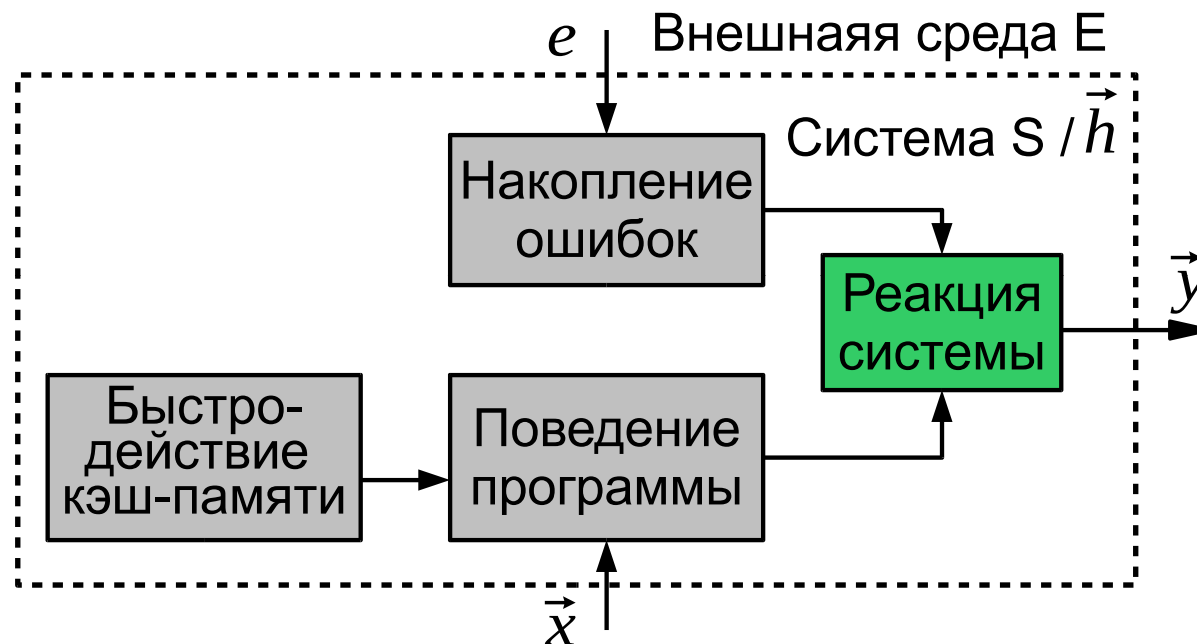 e
Внешнаяя среда E
Система S / h⃗
Накопление
ошибок
Реакция
системы
y⃗
Быстро-
действие
кэш-памяти
Поведение
программы
x⃗